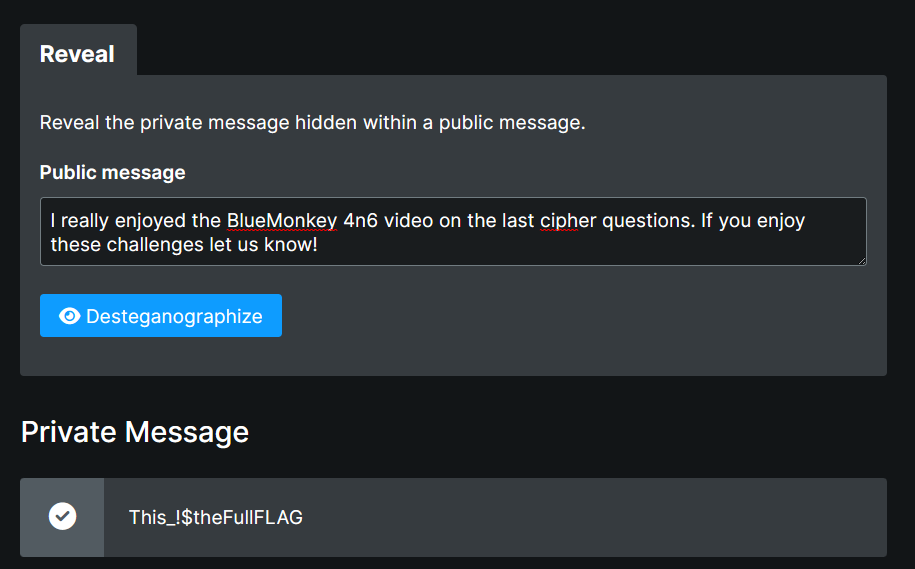 Reveal
Reveal the private message hidden within a public message.
Public message
I really enjoyed the BlueMonkey 4n6 video on the last cipher questions. If you enjoy
these challenges let us know!
Desteganographize
Private Message
This_!$theFullFLAG